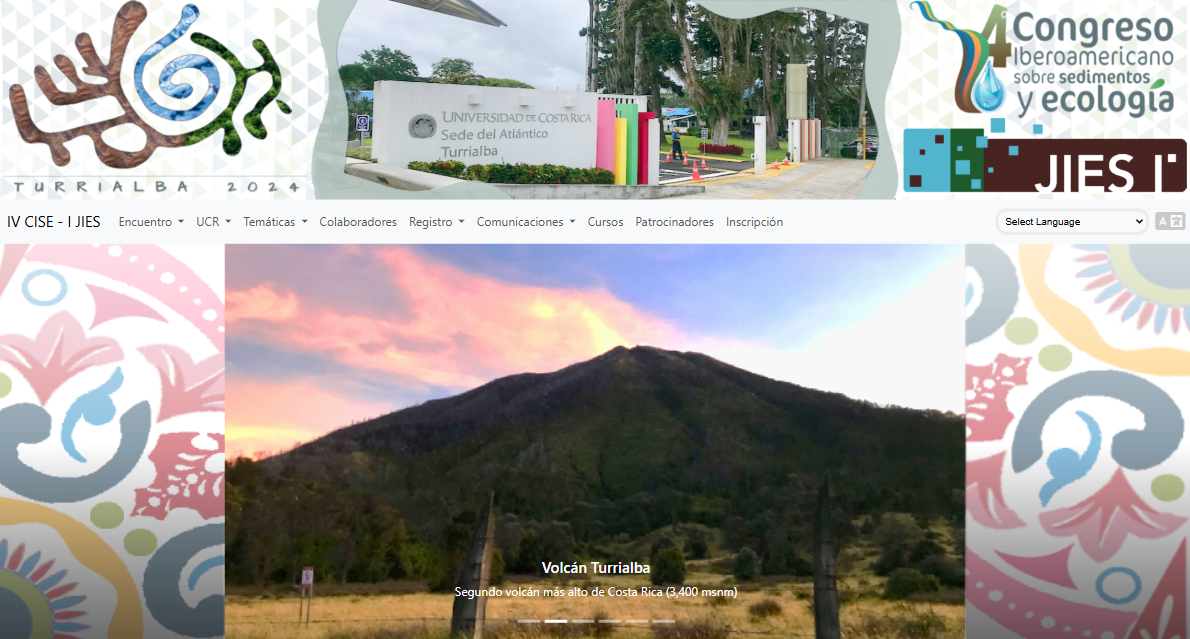 TURRIALBA 2024
UNIVERSIDAD DE COSTA RICA
Sede del Atlántico
Turrialba
4º Congreso
Iberoamericano
sobre sedimentos
y ecología
JIES I
IV CISE - I JIES
Encuentro
UCR
Temáticas
Colaboradores
Registro
Comunicaciones
Cursos
Patrocinadores
Inscripción
Select Language
A
Volcán Turrialba
Segundo volcán más alto de Costa Rica (3,400 msnm)